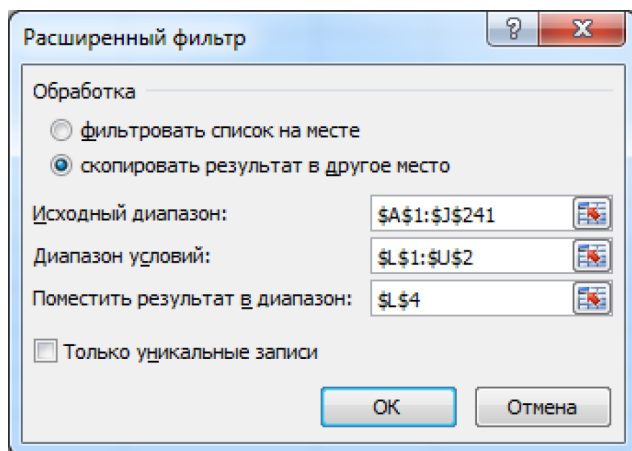 Расширенный фильтр
Обработка
фильтровать список на месте
скопировать результат в другое место
Исходный диапазон: $A$1:$J$241
Диапазон условий: $L$1:$U$2
Поместить результат в диапазон: $L$4
Только уникальные записи
ОК Отмена